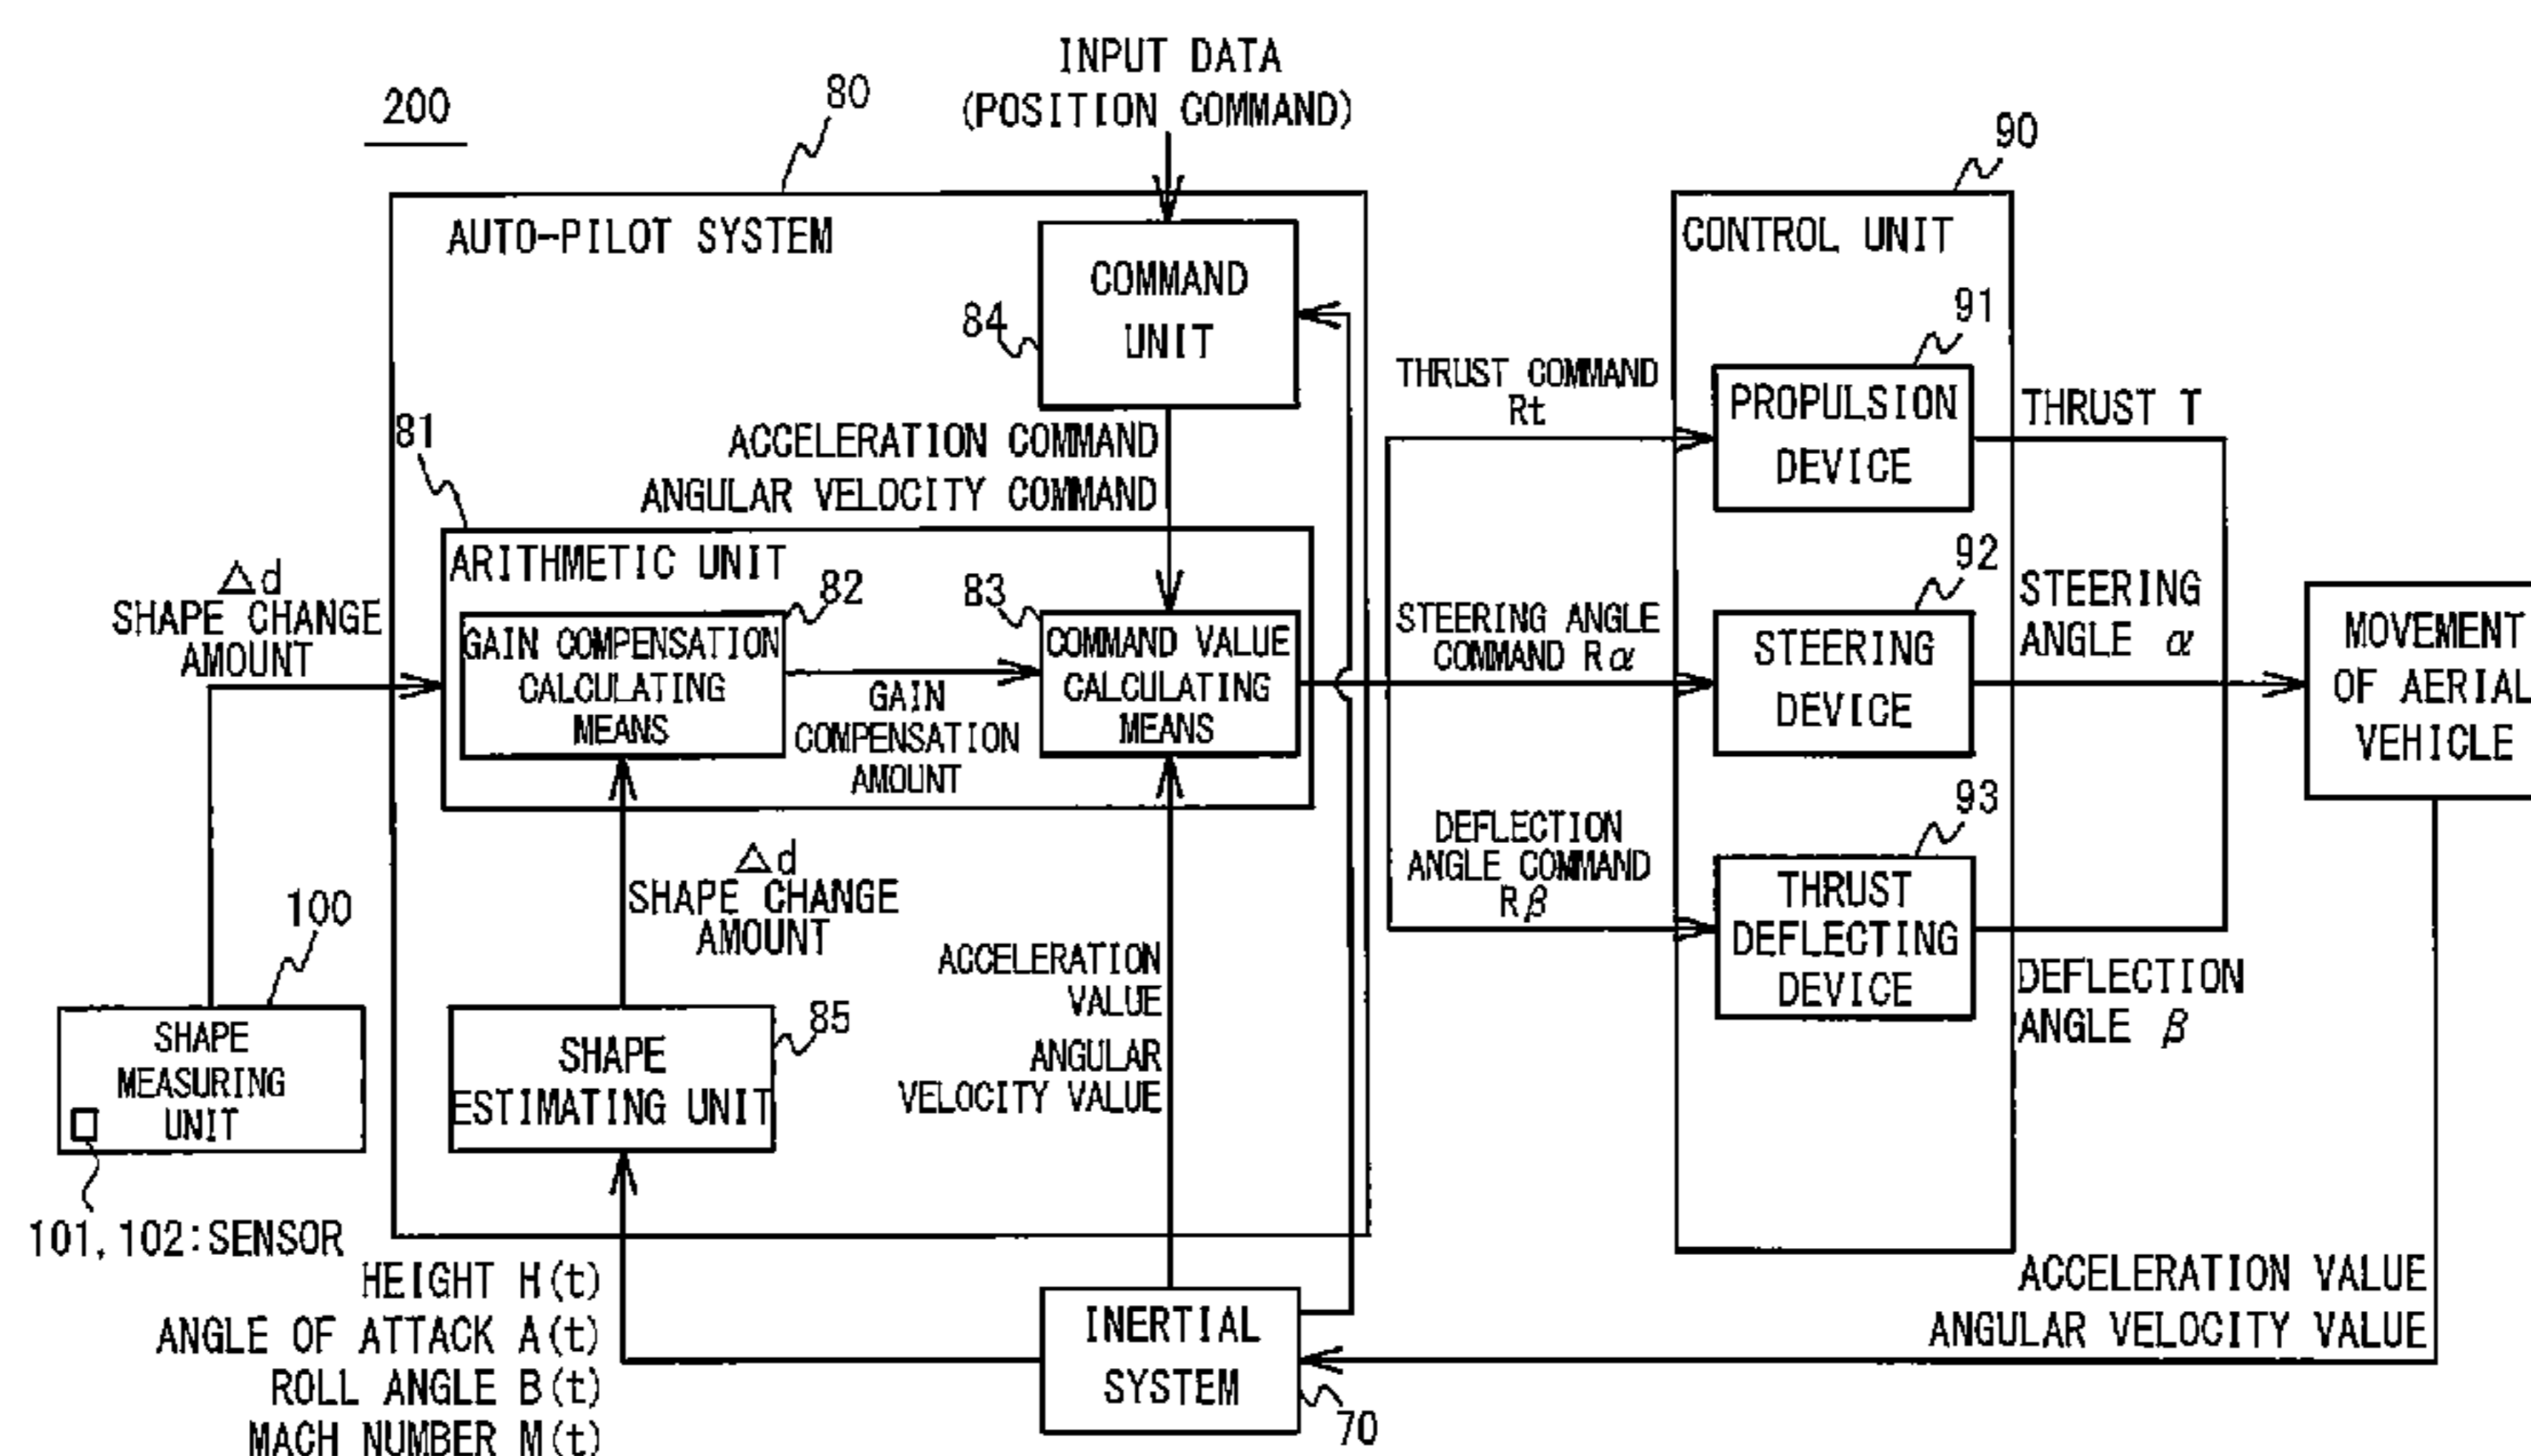 200
80
INPUT DATA
(POSITION COMMAND)
90
AUTO-PILOT SYSTEM
COMMAND
UNIT
84
CONTROL UNIT
91
THRUST COMMAND
Rt
PROPULSION
DEVICE
THRUST T
81
ACCELERATION COMMAND
ANGULAR VELOCITY COMMAND
ARITHMETIC UNIT
82
83
GAIN COMPENSATION
CALCULATING
MEANS
GAIN
COMPENSATION
AMOUNT
COMMAND VALUE
CALCULATING
MEANS
△d
SHAPE CHANGE
AMOUNT
STEERING ANGLE
COMMAND Rα
92
STEERING
DEVICE
STEERING
ANGLE α
MOVEMENT
OF AERIAL
VEHICLE
DEFLECTION
ANGLE COMMAND
Rβ
93
THRUST
DEFLECTING
DEVICE
DEFLECTION
ANGLE β
△d
SHAPE CHANGE
AMOUNT
100
SHAPE
MEASURING
UNIT
101,102:SENSOR
85
SHAPE
ESTIMATING UNIT
ACCELERATION
VALUE
ANGULAR
VELOCITY VALUE
HEIGHT H(t)
ANGLE OF ATTACK A(t)
ROLL ANGLE B(t)
MACH NUMBER M(t)
INERTIAL
SYSTEM
70
ACCELERATION VALUE
ANGULAR VELOCITY VALUE